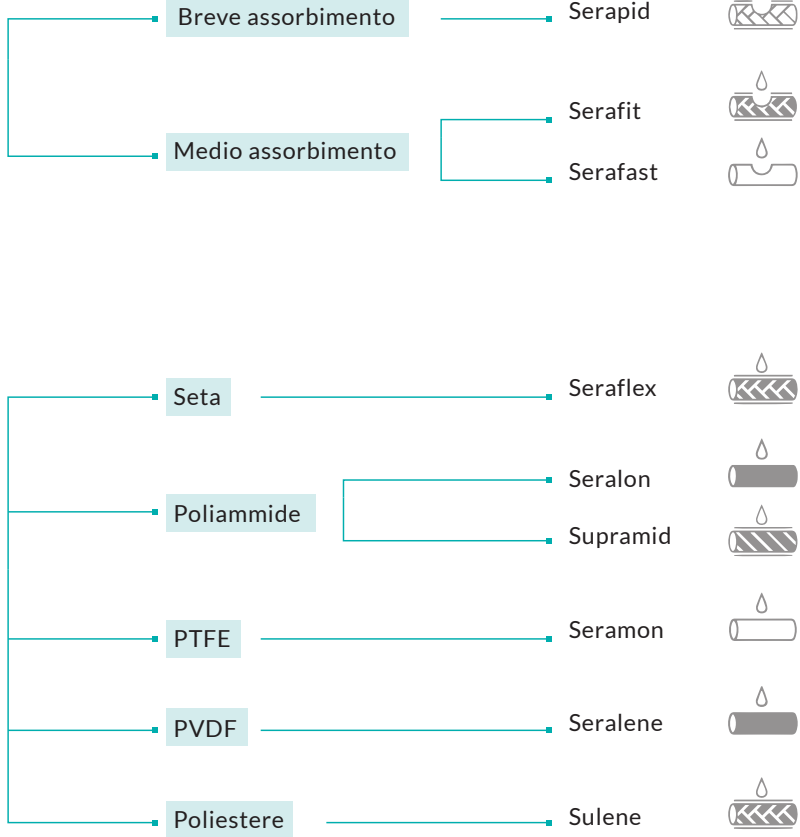 Breve assorbimento
Serapid
Medio assorbimento
Serafit
Serafast
Seta
Seraflex
Poliammide
Seralon
Supramid
PTFE
Seramon
PVDF
Seralene
Poliestere
Sulene